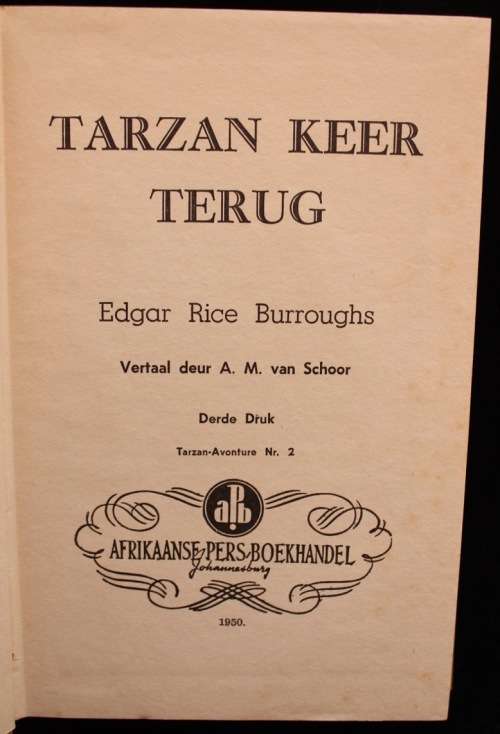 TARZAN KEER
TERUG
Edgar Rice Burroughs
Vertaal deur A. M. van Schoor
Derde Druk
Tarzan-Avonture Nr. 2
aPb
AFRIKAANSE-PERS-BOEKHANDEL
Johannesburg
1950.